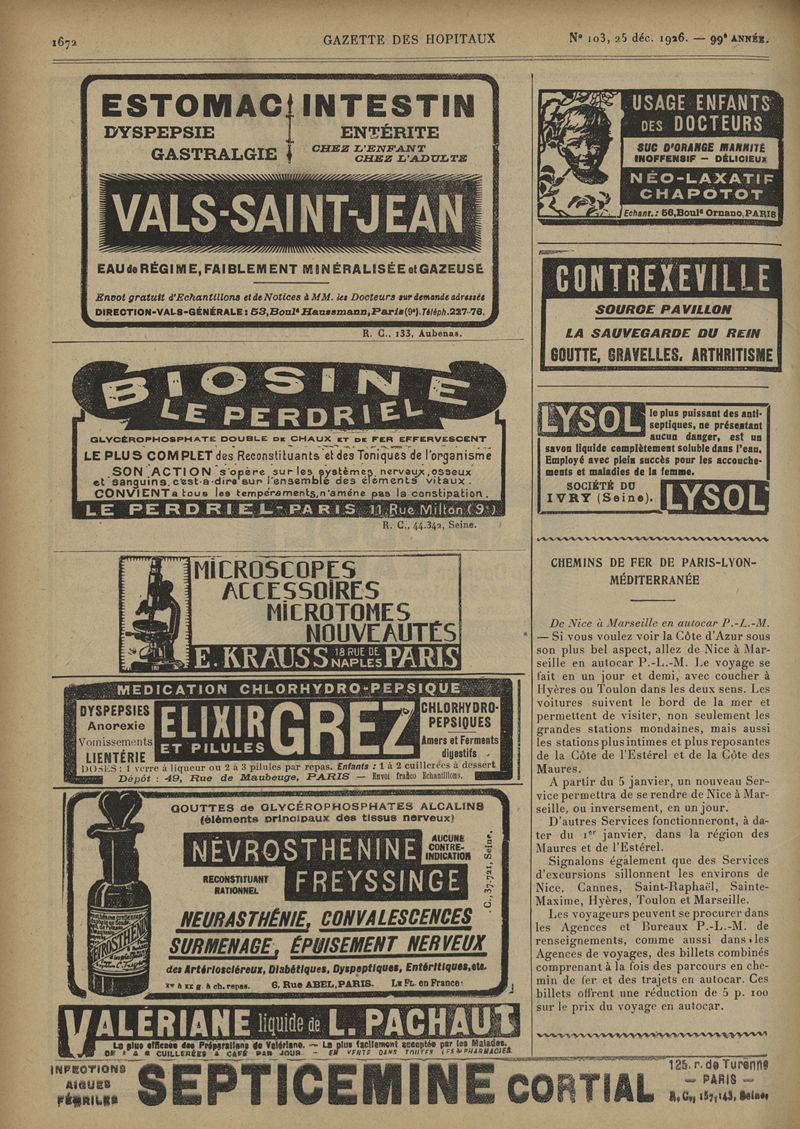 1672
GAZETTE DES HOPITAUX
N° 103, 25 déc. 1926. — 99e ANNÉE.
ESTOMAC INTESTIN
DYSPEPSIE
GASTRALGIE
ENTÉRITE
CHEZ L'ENFANT
CHEZ L'ADULTE
VALS-SAINT-JEAN
EAU de RÉGIME, FAIBLEMENT MINÉRALISÉE et GAZEUSE
Envoi gratuit d'Echantillons et de Notices à MM. les Docteurs sur demande adressée
DIRECTION-VALS-GÉNÉRALE: 53, Boulᵈ Haussmann, Paris (9ᵉ). Téléph. 227-76.
R. C., 133, Aubenas.
BIOSINE
LE PERDRIEL
GLYCÉROPHOSPHATE DOUBLE DE CHAUX ET DE FER EFFERVESCENT
LE PLUS COMPLET des Reconstituants et des Toniques de l'organisme
SON ACTION s'opère sur les systèmes nerveux, osseux
et sanguins, c'est-à-dire sur l'ensemble des éléments vitaux.
CONVIENT à tous les tempéraments, n'amène pas la constipation.
LE PERDRIEL-PARIS 11, Rue Milton (9ᵉ)
R. C., 44.342, Seine.
MICROSCOPES
ACCESSOIRES
MICROTOMES
NOUVEAUTÉS
E. KRAUSS 18 RUE DE NAPLES PARIS
MEDICATION CHLORHYDRO-PEPSIQUE
DYSPEPSIES
Anorexie
Vomissements
LIENTÉRIE
ELIXIR
ET PILULES
GREZ
CHLORHYDRO-
PEPSIQUES
Amers et Ferments
digestifs
DOSES: 1 verre à liqueur ou 2 à 3 pilules par repas. Enfants : 1 à 2 cuillerées à dessert
Dépôt : 49, Rue de Maubeuge, PARIS — Envoi franco Echantillons.
GOUTTES DE GLYCÉROPHOSPHATES ALCALINS
(éléments principaux des tissus nerveux)
NÉVROSTHÉNINE
AUCUNE
CONTRE-
INDICATION
RECONSTITUANT
RATIONNEL
FREYSSINGE
. C., 37.721, Seine.
NEURASTHÉNIE, CONVALESCENCES
SURMENAGE, ÉPUISEMENT NERVEUX
des Artérioscléreux, Diabétiques, Dyspeptiques, Entéritiques, etc.
xv à xx g. à ch. repas. 6, Rue ABEL, PARIS. Le FL. en France:
VALÉRIANE liquide de L. PACHAUT
La plus efficace des Préparations de Valériane. — La plus facilement acceptée par les Malades.
DE 1 A 4 CUILLERÉES A CAFÉ PAR JOUR - EN VENTE DANS TOUTES LES PHARMACIES.
INFECTIONS
AIGUES
FÉBRILES
SEPTICEMINE CORTIAL
125, r. de Turenne
— PARIS —
R. C., 157,143, Seine.
USAGE ENFANTS
DES DOCTEURS
SUC D'ORANGE MANNITÉ
INOFFENSIF — DÉLICIEUX
NÉO-LAXATIF
CHAPOTOT
Echant.: 56, Boulᵈ Ornano, PARIS
CONTREXEVILLE
SOURCE PAVILLON
LA SAUVEGARDE DU REIN
GOUTTE, GRAVELLES, ARTHRITISME
LYSOL
le plus puissant des anti-
septiques, ne présentant
aucun danger, est un
savon liquide complètement soluble dans l'eau.
Employé avec plein succès pour les accouche-
ments et maladies de la femme.
SOCIÉTÉ DU
IVRY (Seine). LYSOL
CHEMINS DE FER DE PARIS-LYON-
MÉDITERRANÉE
De Nice à Marseille en autocar P.-L.-M.
— Si vous voulez voir la Côte d'Azur sous
son plus bel aspect, allez de Nice à Mar-
seille en autocar P.-L.-M. Le voyage se
fait en un jour et demi, avec coucher à
Hyères ou Toulon dans les deux sens. Les
voitures suivent le bord de la mer et
permettent de visiter, non seulement les
grandes stations mondaines, mais aussi
les stations plus intimes et plus reposantes
de la Côte de l'Estérel et de la Côte des
Maures.
A partir du 5 janvier, un nouveau Ser-
vice permettra de se rendre de Nice à Mar-
seille, ou inversement, en un jour.
D'autres Services fonctionneront, à da-
ter du 1er janvier, dans la région des
Maures et de l'Estérel.
Signalons également que des Services
d'excursions sillonnent les environs de
Nice, Cannes, Saint-Raphaël, Sainte-
Maxime, Hyères, Toulon et Marseille.
Les voyageurs peuvent se procurer dans
les Agences et Bureaux P.-L.-M. de
renseignements, comme aussi dans les
Agences de voyages, des billets combinés
comprenant à la fois des parcours en che-
min de fer et des trajets en autocar. Ces
billets offrent une réduction de 5 p. 100
sur le prix du voyage en autocar.